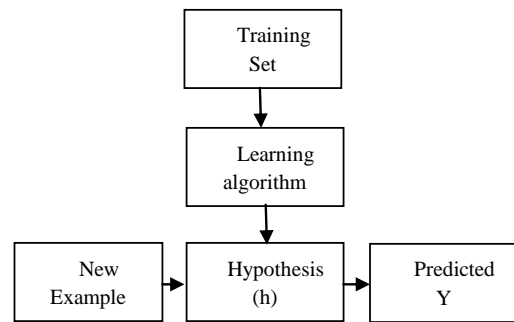 Training
Set
Learning
algorithm
New
Example
Hypothesis
(h)
Predicted
Y